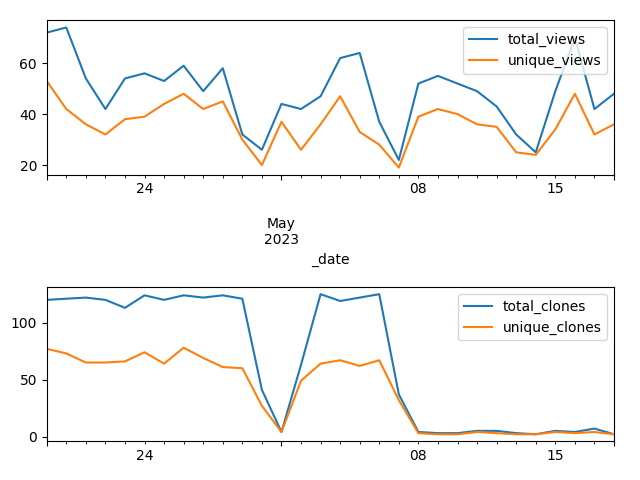 total_views
unique_views
60
40
20
24
08
15
May
2023
_date
total_clones
unique_clones
100
50
0
24
08
15